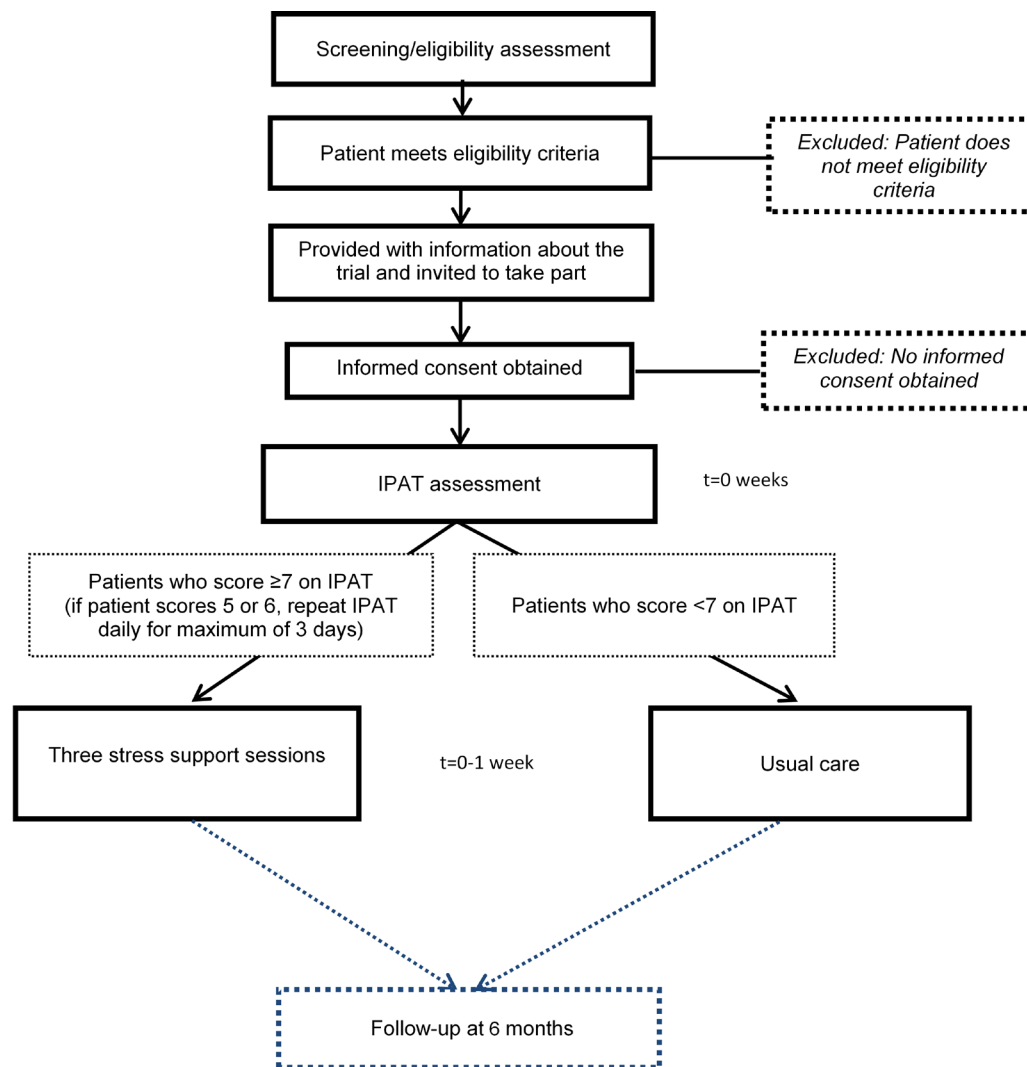 Screening/eligibility assessment
Patient meets eligibility criteria
Excluded: Patient does
not meet eligibility
criteria
Provided with information about the
trial and invited to take part
Informed consent obtained
Excluded: No informed
consent obtained
IPAT assessment
t=0 weeks
Patients who score ≥7 on IPAT
(if patient scores 5 or 6, repeat IPAT
daily for maximum of 3 days)
Patients who score <7 on IPAT
Three stress support sessions
t=0-1 week
Usual care
Follow-up at 6 months